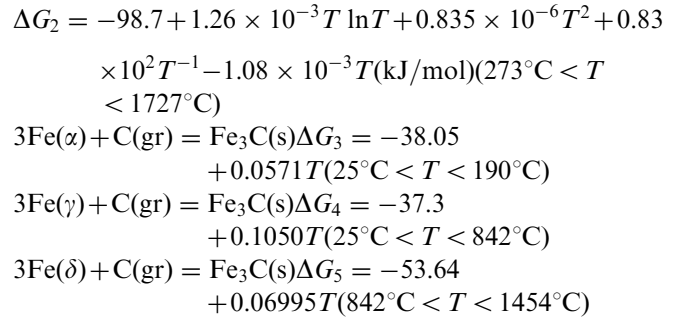 ΔG₂ = −98.7+1.26 × 10⁻³T lnT+0.835 × 10⁻⁶T²+0.83
×10²T⁻¹−1.08 × 10⁻³T(kJ/mol)(273°C < T
< 1727°C)
3Fe(α)+C(gr) = Fe₃C(s)ΔG₃ = −38.05
+0.0571T(25°C < T < 190°C)
3Fe(γ)+C(gr) = Fe₃C(s)ΔG₄ = −37.3
+0.1050T(25°C < T < 842°C)
3Fe(δ)+C(gr) = Fe₃C(s)ΔG₅ = −53.64
+0.06995T(842°C < T < 1454°C)